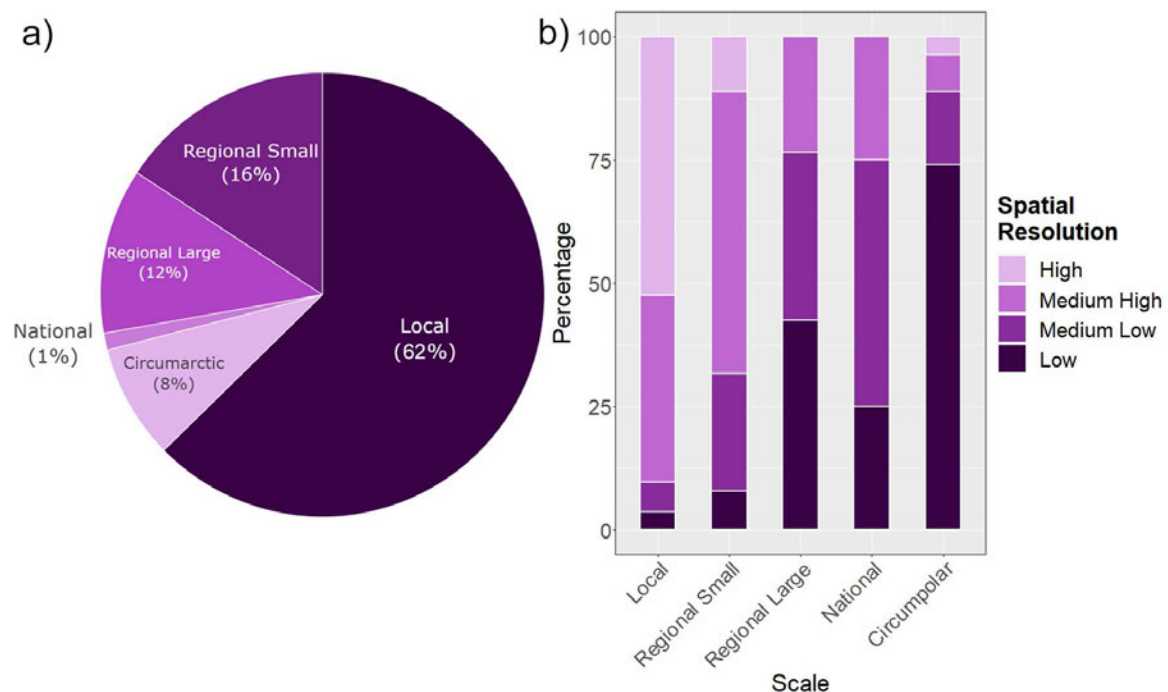 a)
Regional Small
(16%)
Regional Large
(12%)
National
(1%)
Circumarctic
(8%)
Local
(62%)
b)
100
75
50
25
0
Percentage
Local
Regional Small
Regional Large
National
Circumpolar
Scale
Spatial
Resolution
High
Medium High
Medium Low
Low